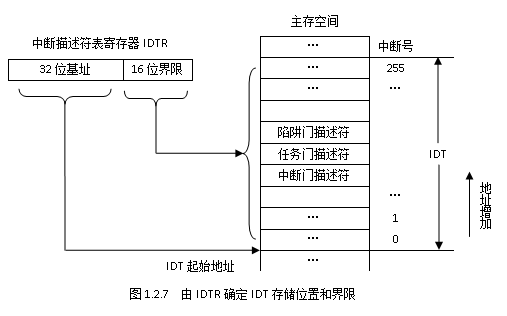 主存空间
中断描述符表寄存器 IDTR
… 中断号
32 位基址 16 位界限 … 255
… …
陷阱门描述符
任务门描述符 IDT
中断门描述符
…
… 1
… 0
地址增加
IDT 起始地址 …
图 1.2.7 由 IDTR 确定 IDT 存储位置和界限